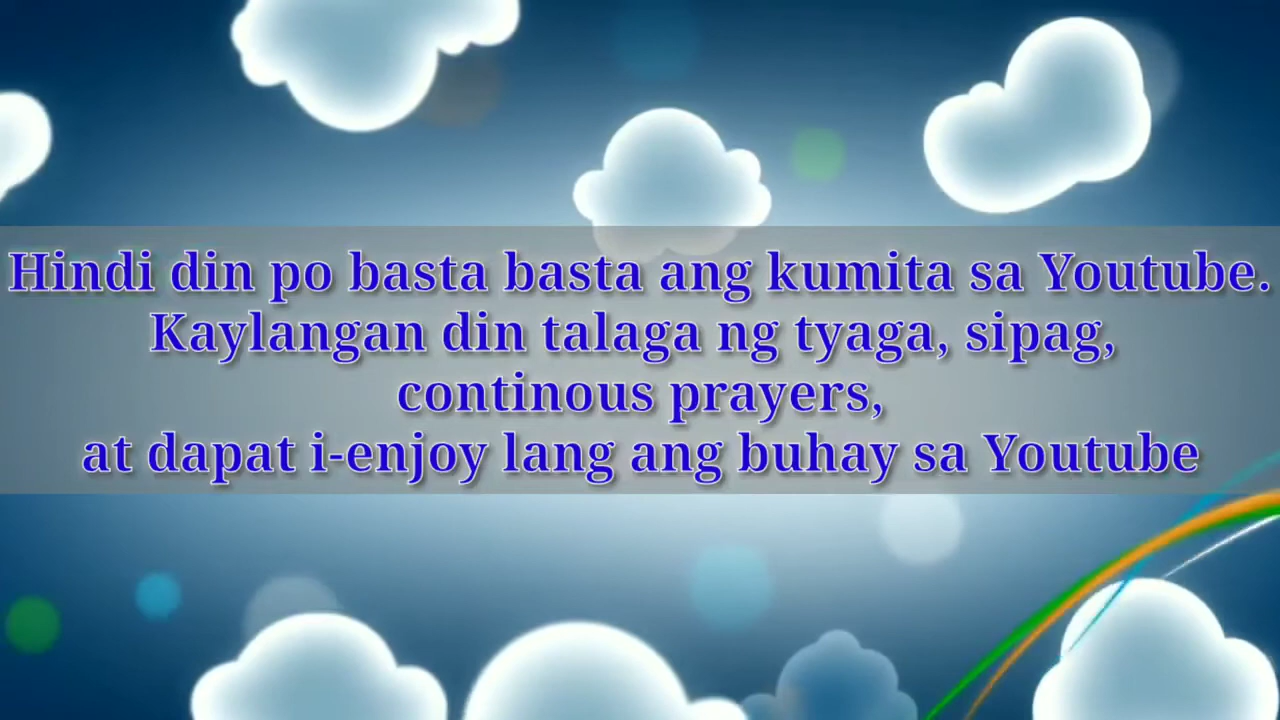 Hindi din po basta basta ang kumita sa Youtube.
Kaylangan din talaga ng tyaga, sipag,
continous prayers,
at dapat i-enjoy lang ang buhay sa Youtube